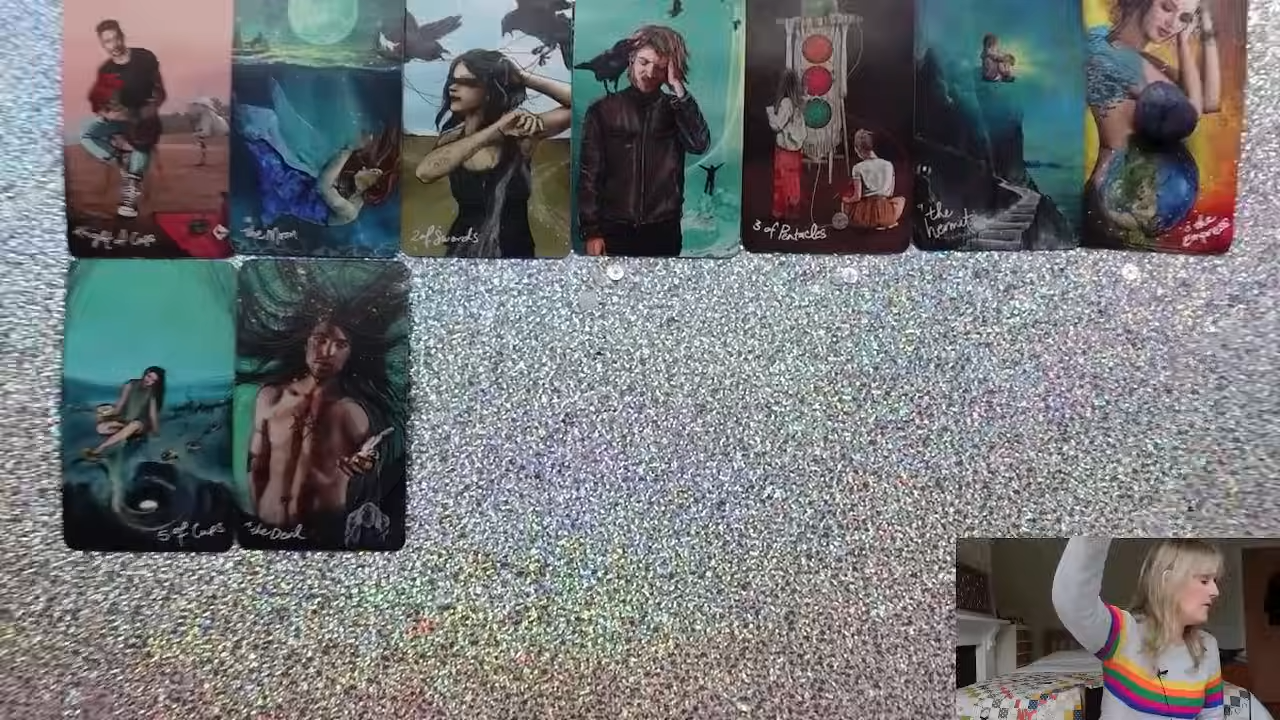 Knight of Cups
the Moon
2 of Swords
3 of Pentacles
the
hermit
the
empress
5 of Cups
the Devil